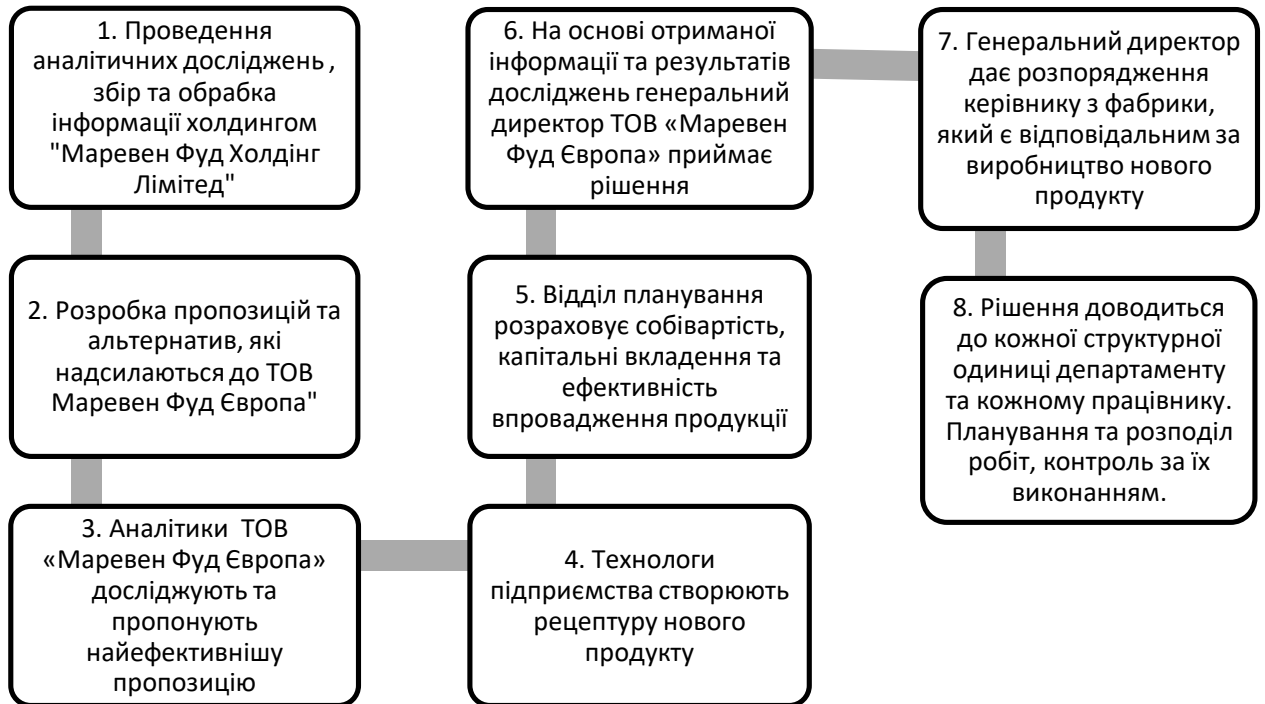 1. Проведення
аналітичних досліджень ,
збір та обрабка
інформації холдингом
"Маревен Фуд Холдінг
Лімітед"
2. Розробка пропозицій та
альтернатив, які
надсилаються до ТОВ
Маревен Фуд Європа"
3. Аналітики ТОВ
«Маревен Фуд Європа»
досліджують та
пропонують
найефективнішу
пропозицію
4. Технологи
підприємства створюють
рецептуру нового
продукту
5. Відділ планування
розраховує собівартість,
капітальні вкладення та
ефективність
впровадження продукції
6. На основі отриманої
інформації та результатів
досліджень генеральний
директор ТОВ «Маревен
Фуд Європа» приймає
рішення
7. Генеральний директор
дає розпорядження
керівнику з фабрики,
який є відповідальним за
виробництво нового
продукту
8. Рішення доводиться
до кожної структурної
одиниці департаменту
та кожному працівнику.
Планування та розподіл
робіт, контроль за їх
виконанням.